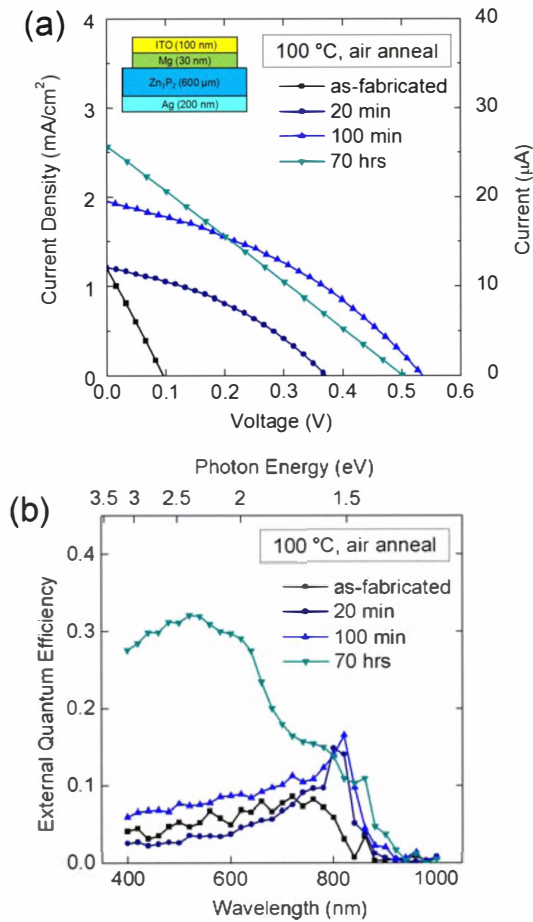 (a)
ITO (100 nm)
Mg (30 nm)
Zn₃P₂ (600 μm)
Ag (200 nm)
100 °C, air anneal
as-fabricated
20 min
100 min
70 hrs
4
3
2
1
0
Current Density (mA/cm²)
40
30
20
10
0
Current (μA)
0.0 0.1 0.2 0.3 0.4 0.5 0.6
Voltage (V)
Photon Energy (eV)
3.5 3 2.5 2 1.5
(b)
100 °C, air anneal
as-fabricated
20 min
100 min
70 hrs
0.4
0.3
0.2
0.1
0.0
External Quantum Efficiency
400 600 800 1000
Wavelength (nm)